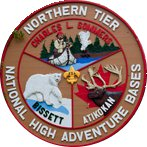 NORTHERN TIER
CHARLES L. SOMMERS
BISSETT
ATIKOKAN
NATIONAL HIGH ADVENTURE BASES